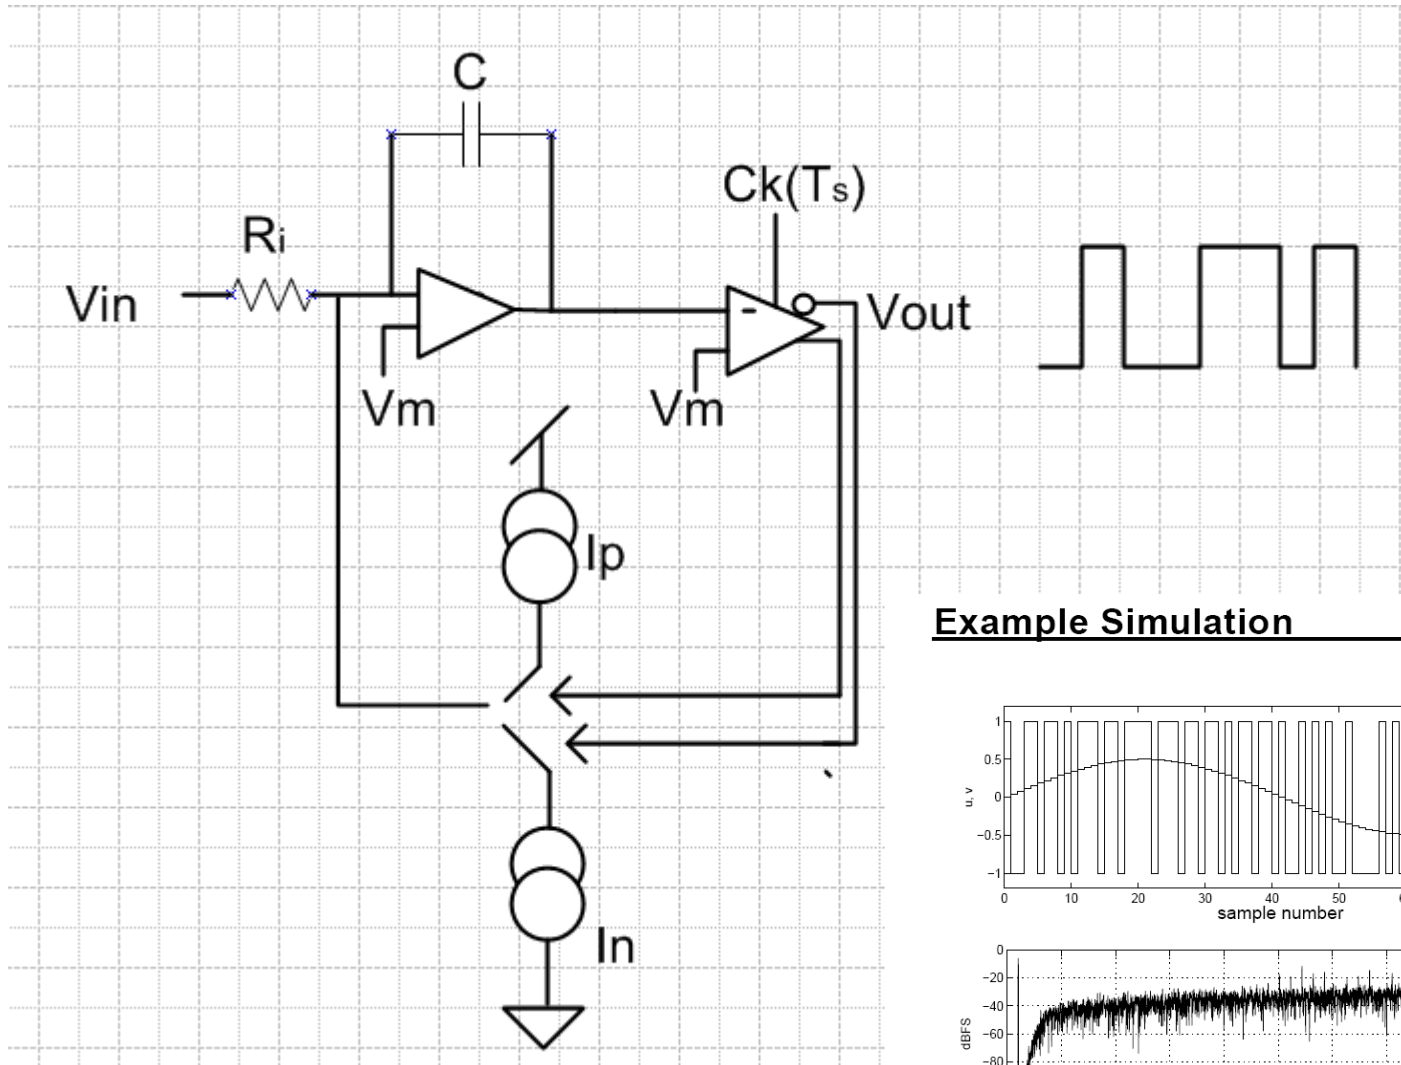 C
Ck(Ts)
Ri
Vin
Vout
Vm
Vm
Ip
In
Example Simulation
1
0.5
0
−0.5
−1
u, v
0 10 20 30 40 50
sample number
0
−20
−40
−60
−80
dBFS